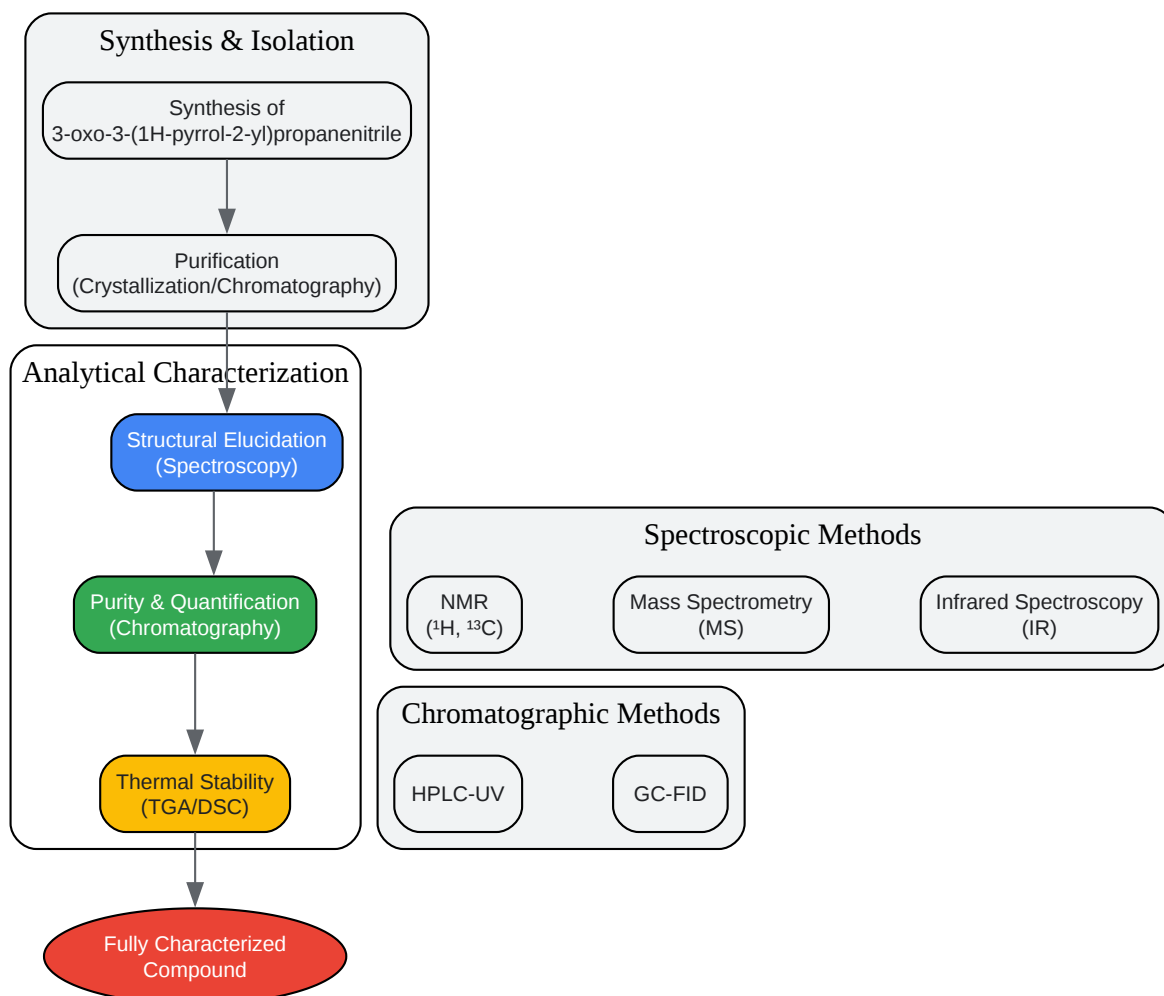 Synthesis & Isolation
Synthesis of
3-oxo-3-(1H-pyrrol-2-yl)propanenitrile
Purification
(Crystallization/Chromatography)
Analytical Characterization
Structural Elucidation
(Spectroscopy)
Purity & Quantification
(Chromatography)
Thermal Stability
(TGA/DSC)
Fully Characterized
Compound
Spectroscopic Methods
NMR
(¹H, ¹³C)
Mass Spectrometry
(MS)
Infrared Spectroscopy
(IR)
Chromatographic Methods
HPLC-UV
GC-FID